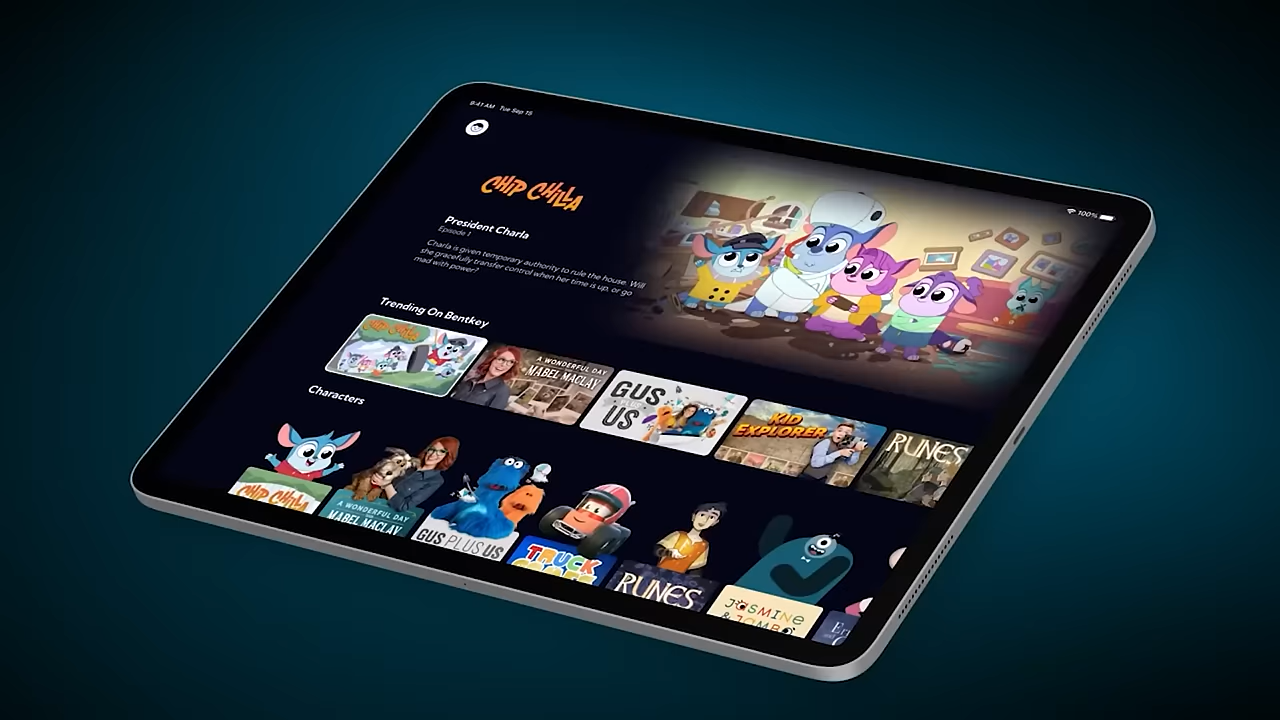 9:41 AM Tue Sep 15
100%
CHIP CHILLA
President Charla
Episode 1
Charla is given temporary authority to rule the house. Will
she gracefully transfer control when her time is up, or go
mad with power?
Trending On Bentkey
CHIP CHILLA
A WONDERFUL DAY
MABEL MACLAY
GUS
PLUS
US
KID
EXPLORER
RUNES
Characters
CHIP CHILLA
A WONDERFUL DAY
MABEL MACLAY
GUS PLUS US
TRUCK
GAMES
RUNES
JASMINE
& JAMBO